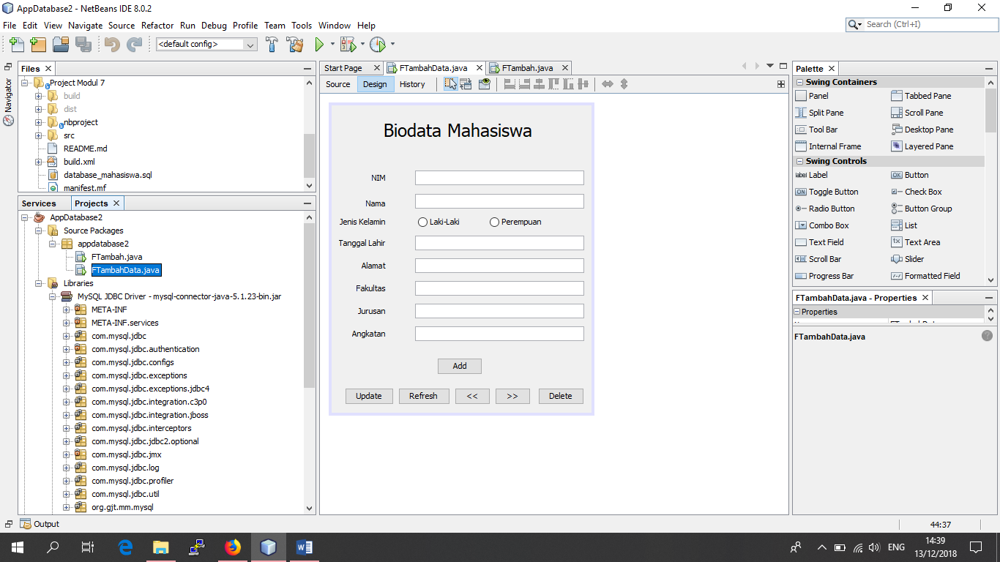 AppDatabase2 - NetBeans IDE 8.0.2
File Edit View Navigate Source Refactor Run Debug Profile Team Tools Window Help
Search (Ctrl+I)
<default config>
Navigator
Files
Project Modul 7
build
dist
nbproject
src
README.md
build.xml
database_mahasiswa.sql
manifest.mf
Services Projects
AppDatabase2
Source Packages
appdatabase2
FTambah.java
FTambahData.java
Libraries
MySQL JDBC Driver - mysql-connector-java-5.1.23-bin.jar
META-INF
META-INF.services
com.mysql.jdbc
com.mysql.jdbc.authentication
com.mysql.jdbc.configs
com.mysql.jdbc.exceptions
com.mysql.jdbc.exceptions.jdbc4
com.mysql.jdbc.integration.c3p0
com.mysql.jdbc.integration.jboss
com.mysql.jdbc.interceptors
com.mysql.jdbc.jdbc2.optional
com.mysql.jdbc.jmx
com.mysql.jdbc.log
com.mysql.jdbc.profiler
com.mysql.jdbc.util
org.gjt.mm.mysql
Start Page FTambahData.java FTambah.java
Source Design History
Biodata Mahasiswa
NIM
Nama
Jenis Kelamin Laki-Laki Perempuan
Tanggal Lahir
Alamat
Fakultas
Jurusan
Angkatan
Add
Update Refresh << >> Delete
Palette
Swing Containers
Panel Tabbed Pane
Split Pane Scroll Pane
Tool Bar Desktop Pane
Internal Frame Layered Pane
Swing Controls
label Label OK Button
ON Toggle Button Check Box
Radio Button Button Group
Combo Box List
Text Field Text Area
Scroll Bar Slider
Progress Bar Formatted Field
FTambahData.java - Properties
Properties
FTambahData.java
Output
44:37
ENG
14:39
13/12/2018